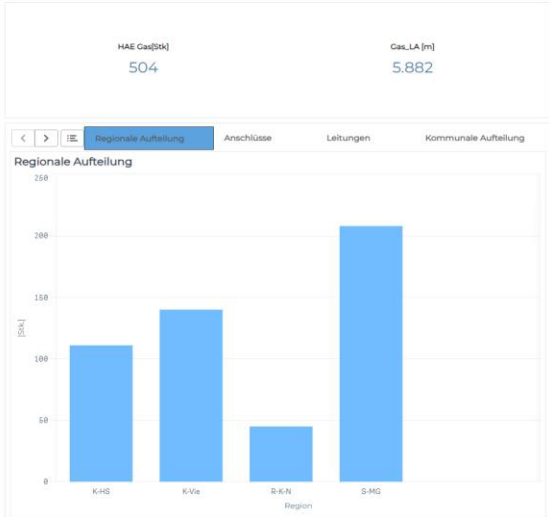 HAE Gas[Stk]
504
Gas_LA [m]
5.882
Regionale Aufteilung
Anschlüsse
Leitungen
Kommunale Aufteilung
Regionale Aufteilung
250
200
150
100
50
0
[Stk]
K-HS
K-Vie
R-K-N
S-MG
Region